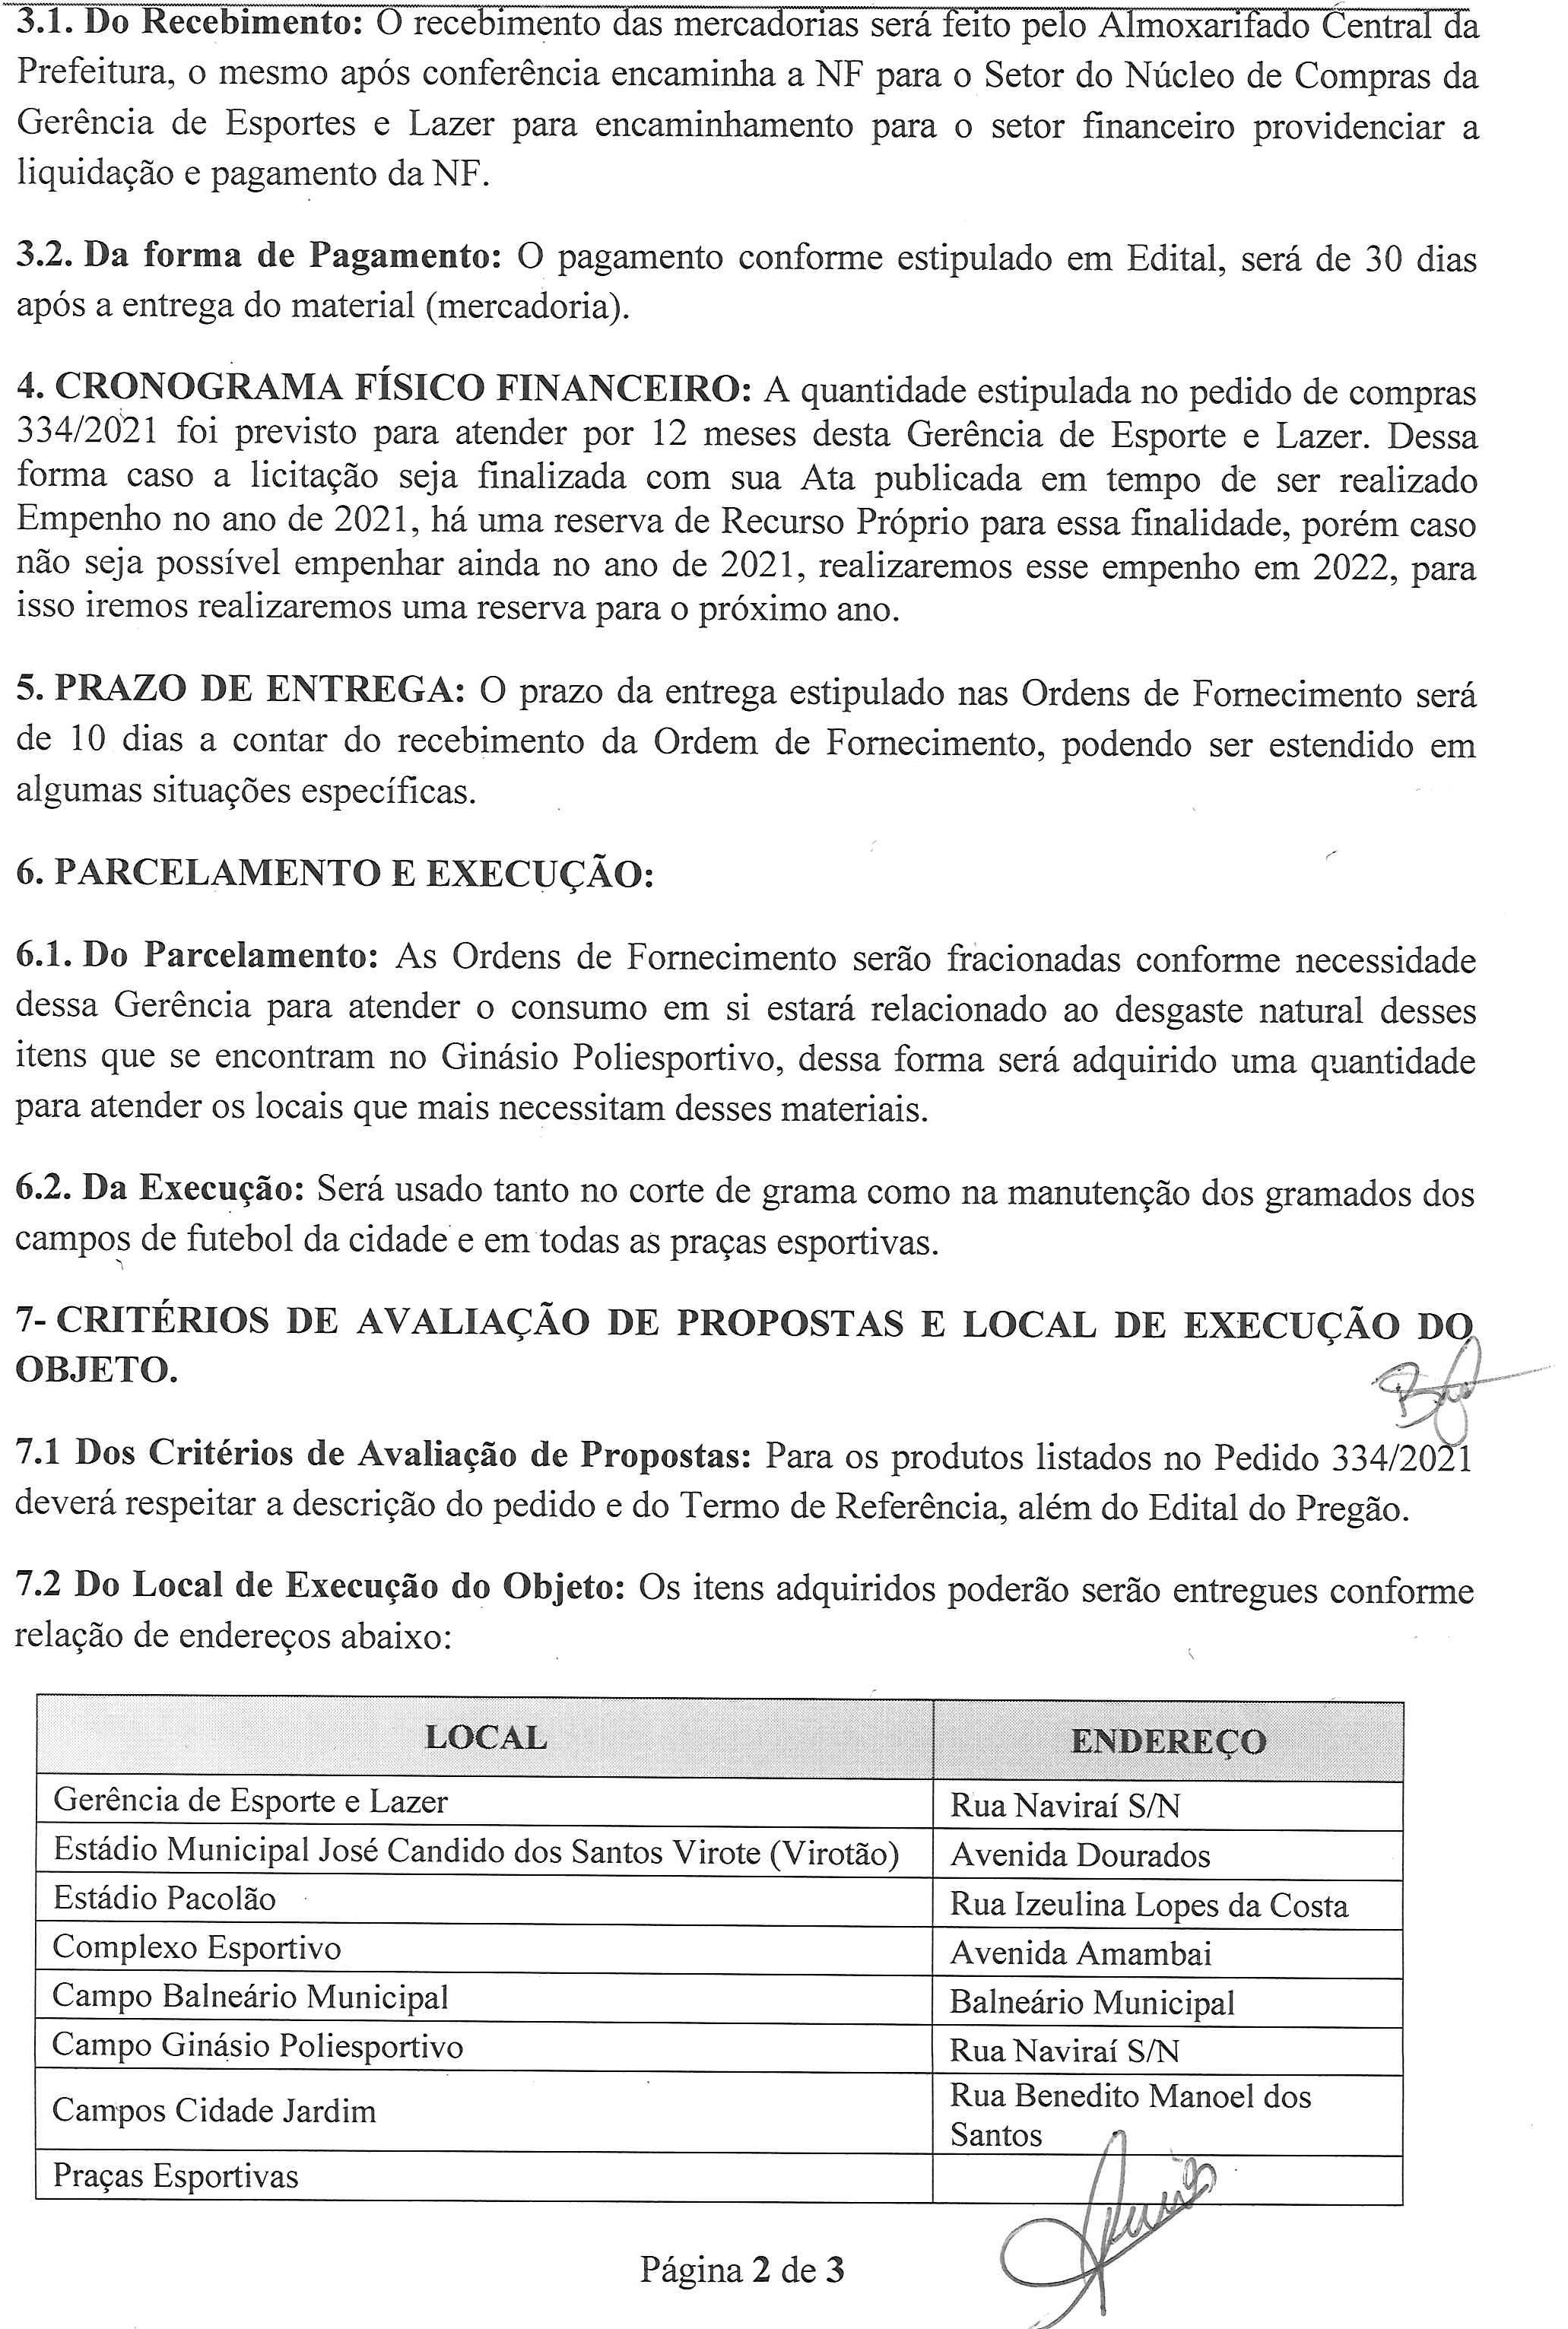 3.1. Do Recebimento: O recebimento das mercadorias será feito pelo Almoxarifado Central da
Prefeitura, o mesmo após conferência encaminha a NF para o Setor do Núcleo de Compras da
Gerência de Esportes e Lazer para encaminhamento para o setor financeiro providenciar a
liquidação e pagamento da NF.
3.2. Da forma de Pagamento: O pagamento conforme estipulado em Edital, será de 30 dias
após a entrega do material (mercadoria).
4. CRONOGRAMA FÍSICO FINANCEIRO: A quantidade estipulada no pedido de compras
334/2021 foi previsto para atender por 12 meses desta Gerência de Esporte e Lazer. Dessa
forma caso a licitação seja finalizada com sua Ata publicada em tempo de ser realizado
Empenho no ano de 2021, há uma reserva de Recurso Próprio para essa finalidade, porém caso
não seja possível empenhar ainda no ano de 2021, realizaremos esse empenho em 2022, para
isso iremos realizaremos uma reserva para o próximo ano.
5. PRAZO DE ENTREGA: O prazo da entrega estipulado nas Ordens de Fornecimento será
de 10 dias a contar do recebimento da Ordem de Fornecimento, podendo ser estendido em
algumas situações específicas.
6. PARCELAMENTO E EXECUÇÃO:
6.1. Do Parcelamento: As Ordens de Fornecimento serão fracionadas conforme necessidade
dessa Gerência para atender o consumo em si estará relacionado ao desgaste natural desses
itens que se encontram no Ginásio Poliesportivo, dessa forma será adquirido uma quantidade
para atender os locais que mais necessitam desses materiais.
6.2. Da Execução: Será usado tanto no corte de grama como na manutenção dos gramados dos
campos de futebol da cidade e em todas as praças esportivas.
7- CRITÉRIOS DE AVALIAÇÃO DE PROPOSTAS E LOCAL DE EXECUÇÃO DO
OBJETO.
7.1 Dos Critérios de Avaliação de Propostas: Para os produtos listados no Pedido 334/2021
deverá respeitar a descrição do pedido e do Termo de Referência, além do Edital do Pregão.
7.2 Do Local de Execução do Objeto: Os itens adquiridos poderão serão entregues conforme
relação de endereços abaixo:
LOCAL ENDEREÇO
Gerência de Esporte e Lazer Rua Naviraí S/N
Estádio Municipal José Candido dos Santos Virote (Virotão) Avenida Dourados
Estádio Pacolão Rua Izeulina Lopes da Costa
Complexo Esportivo Avenida Amambai
Campo Balneário Municipal Balneário Municipal
Campo Ginásio Poliesportivo Rua Naviraí S/N
Campos Cidade Jardim Rua Benedito Manoel dos
Santos
Praças Esportivas
Página 2 de 3